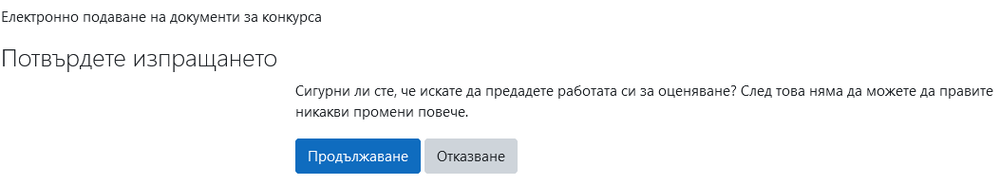 Електронно подаване на документи за конкурса
Потвърдете изпращането
Сигурни ли сте, че искате да предадете работата си за оценяване? След това няма да можете да правите
никакви промени повече.
Продължаване Отказване